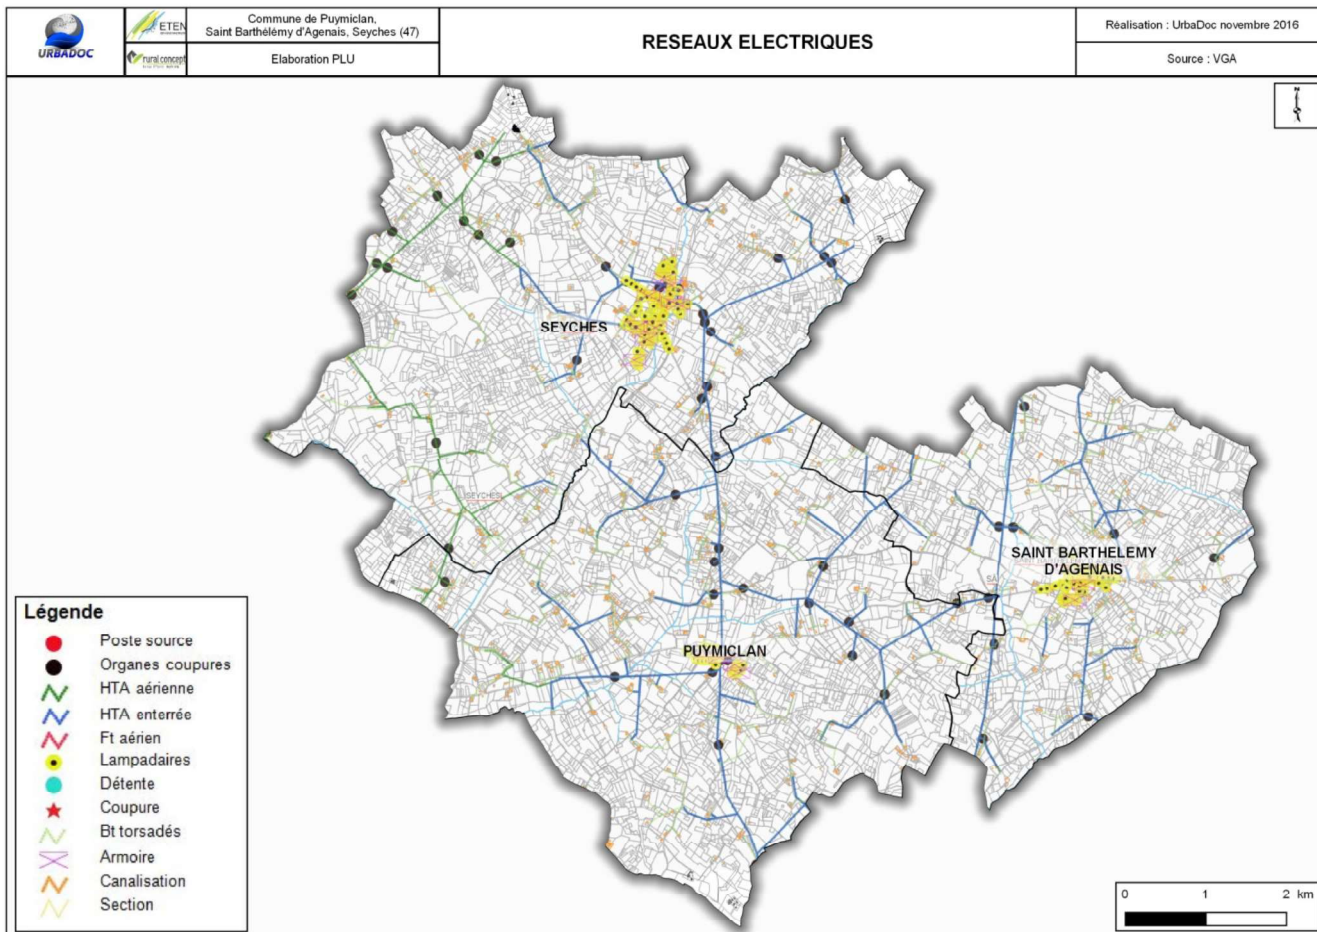 URBADOC
ETEN
rural concept
Commune de Puymiclan,
Saint Barthélémy d'Agenais, Seyches (47)
Elaboration PLU
RESEAUX ELECTRIQUES
Réalisation : UrbaDoc novembre 2016
Source : VGA
N
SEYCHES
(SEYCHES)
SAINT BARTHELEMY
D'AGENAIS
SA
PUYMICLAN
Légende
Poste source
Organes coupures
HTA aérienne
HTA enterrée
Ft aérien
Lampadaires
Détente
Coupure
Bt torsadés
Armoire
Canalisation
Section
0 1 2 km